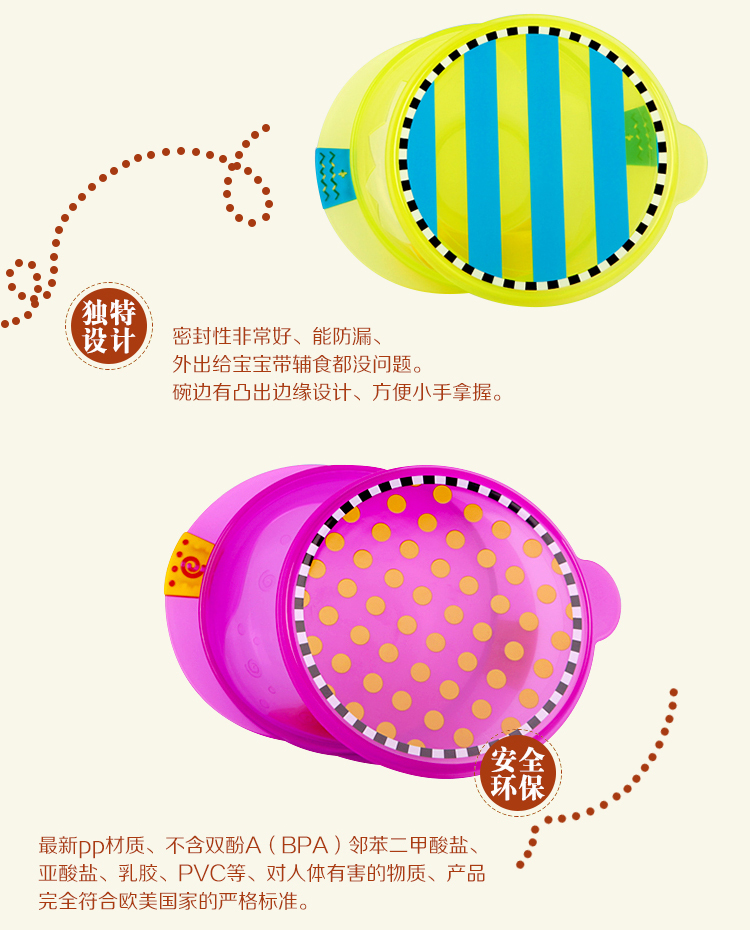 独特
设计
密封性非常好、能防漏、
外出给宝宝带辅食都没问题。
碗边有凸出边缘设计、方便小手拿握。
安全
环保
最新pp材质、不含双酚A（BPA）邻苯二甲酸盐、
亚酸盐、乳胶、PVC等、对人体有害的物质、产品
完全符合欧美国家的严格标准。